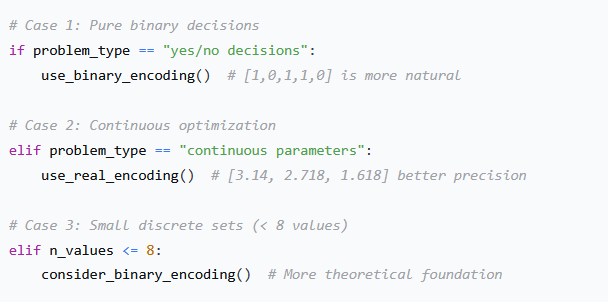 # Case 1: Pure binary decisions
if problem_type == "yes/no decisions":
    use_binary_encoding()  # [1,0,1,1,0] is more natural

# Case 2: Continuous optimization
elif problem_type == "continuous parameters":
    use_real_encoding()  # [3.14, 2.718, 1.618] better precision

# Case 3: Small discrete sets (< 8 values)
elif n_values <= 8:
    consider_binary_encoding()  # More theoretical foundation